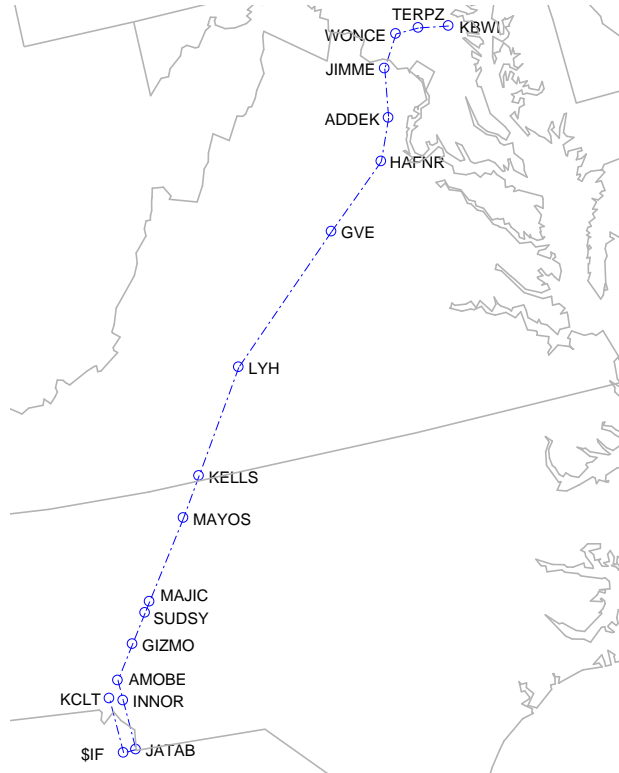 TERPZ
KBWI
WONCE
JIMME
ADDEK
HAFNR
GVE
LYH
KELLS
MAYOS
MAJIC
SUDSY
GIZMO
AMOBE
KCLT
INNOR
JATAB
$IF